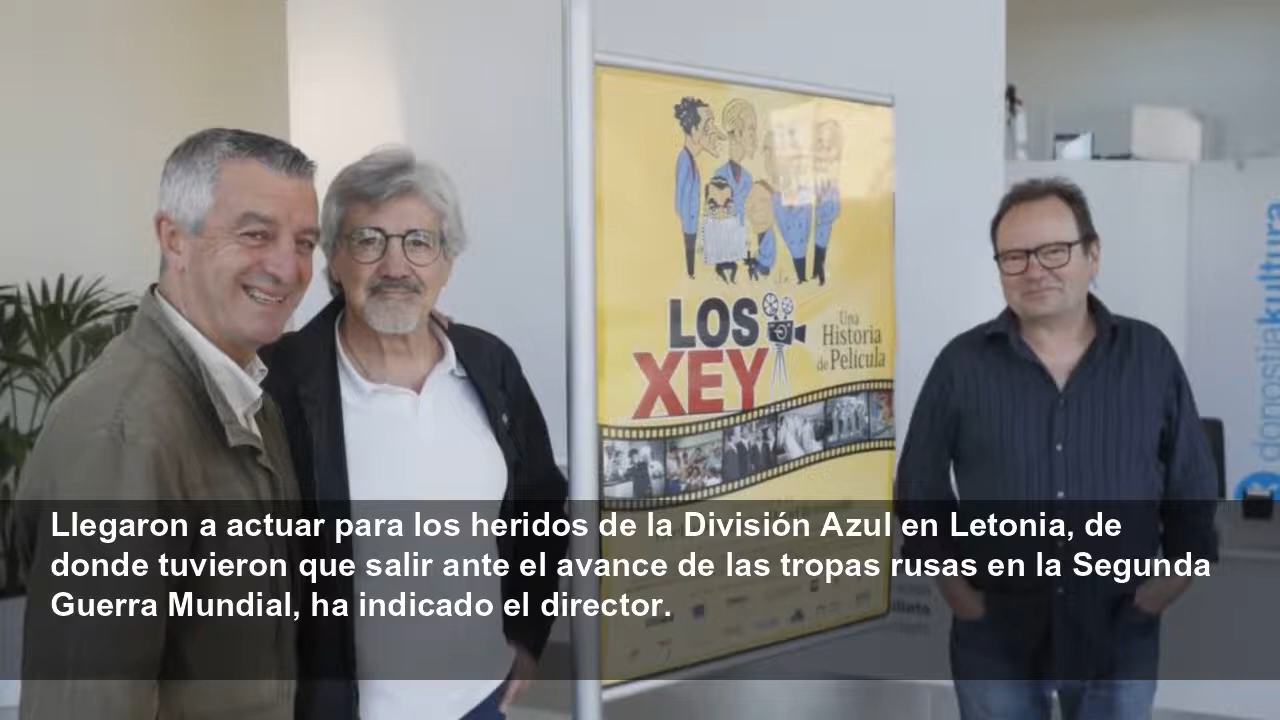 LOS
XEY
Una
Historia
de Película
donostiakultura
Llegaron a actuar para los heridos de la División Azul en Letonia, de
donde tuvieron que salir ante el avance de las tropas rusas en la Segunda
Guerra Mundial, ha indicado el director.